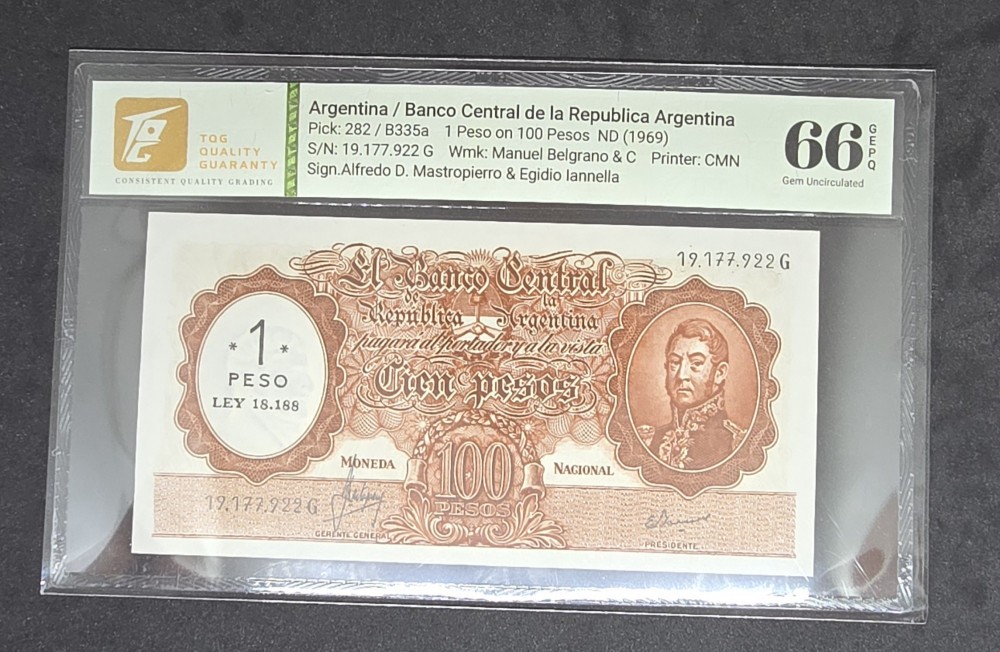 TQG
QUALITY
GUARANTY
CONSISTENT QUALITY GRADING
Argentina / Banco Central de la Republica Argentina
Pick: 282 / B335a 1 Peso on 100 Pesos ND (1969)
S/N: 19.177.922 G Wmk: Manuel Belgrano & C Printer: CMN
Sign.Alfredo D. Mastropierro & Egidio Iannella
66
GEPQ
Gem Uncirculated
19.177.922 G
El Banco Central
de la
República Argentina
pagará al portador y a la vista
Cien pesos
* 1 *
PESO
LEY 18.188
MONEDA
100
PESOS
NACIONAL
19.177.922 G
GERENTE GENERAL
PRESIDENTE